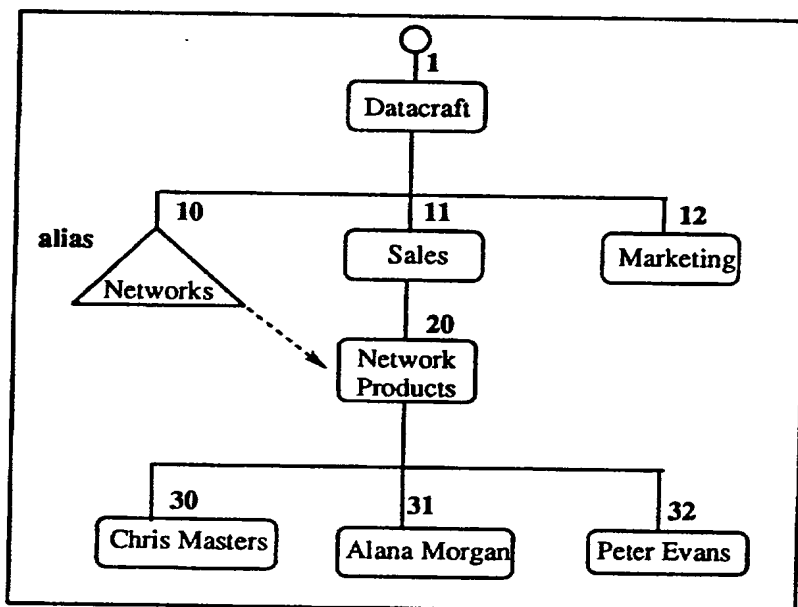 1
Datacraft
10
11
12
alias
Networks
Sales
Marketing
20
Network
Products
30
31
32
Chris Masters
Alana Morgan
Peter Evans